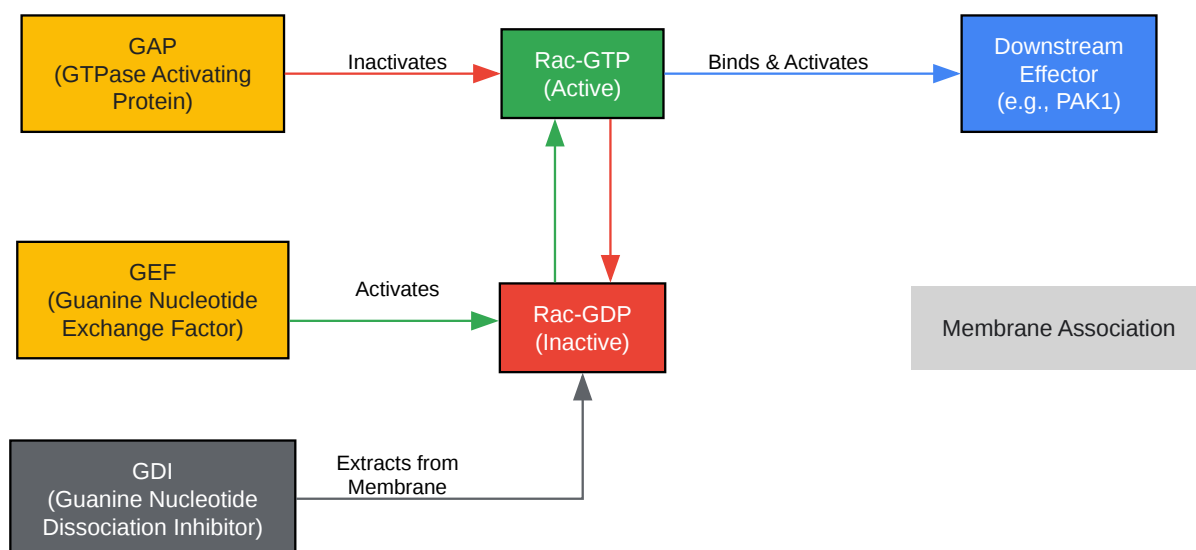 GAP
(GTPase Activating
Protein)
Inactivates
Rac-GTP
(Active)
Binds & Activates
Downstream
Effector
(e.g., PAK1)
GEF
(Guanine Nucleotide
Exchange Factor)
Activates
Rac-GDP
(Inactive)
Membrane Association
GDI
(Guanine Nucleotide
Dissociation Inhibitor)
Extracts from
Membrane